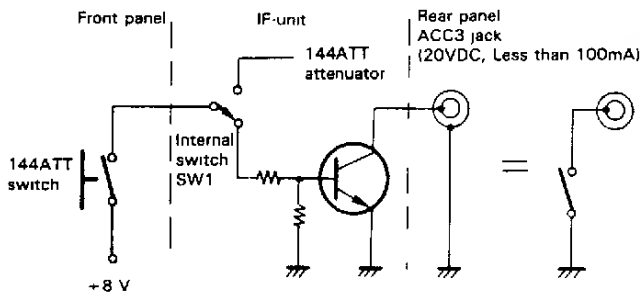 Front panel
IF-unit
Rear panel
ACC3 jack
(20VDC, Less than 100mA)
144ATT
attenuator
Internal
switch
SW1
144ATT
switch
+8 V